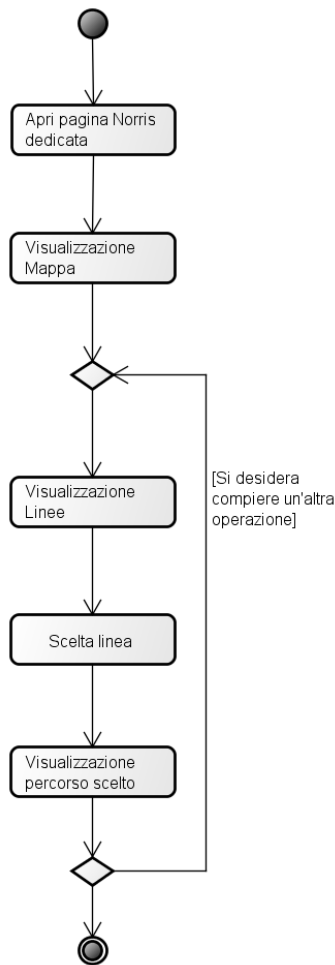 Apri pagina Norris
dedicata
Visualizzazione
Mappa
[Si desidera
compiere un'altra
operazione]
Visualizzazione
Linee
Scelta linea
Visualizzazione
percorso scelto